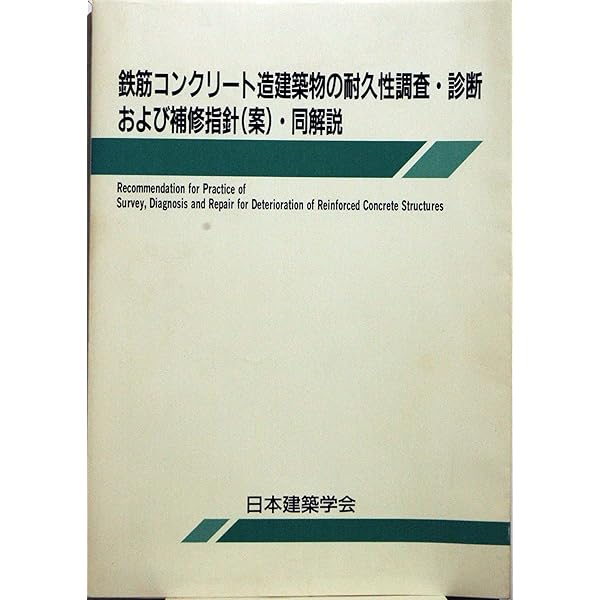 鉄筋コンクリート造建築物の耐久性調査・診断
および補修指針(案)・同解説
Recommendation for Practice of
Survey, Diagnosis and Repair for Deterioration of Reinforced Concrete Structures
日本建築学会